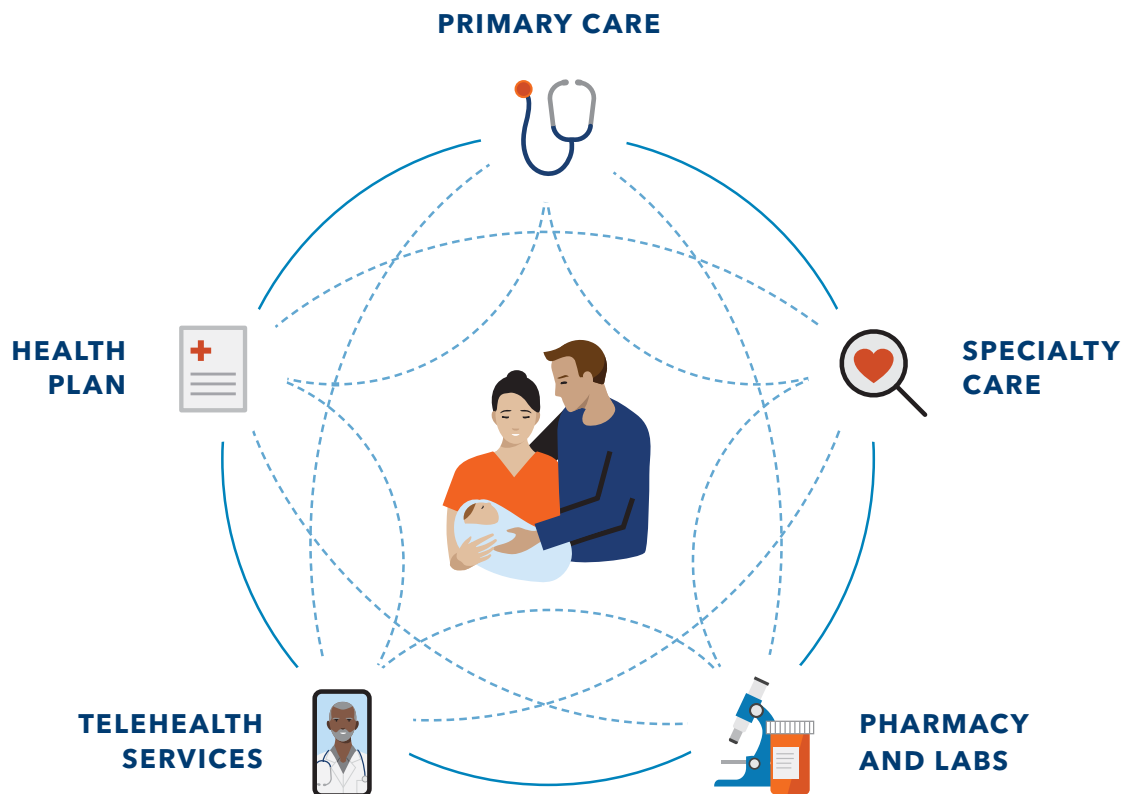 PRIMARY CARE
HEALTH
PLAN
SPECIALTY
CARE
TELEHEALTH
SERVICES
PHARMACY
AND LABS